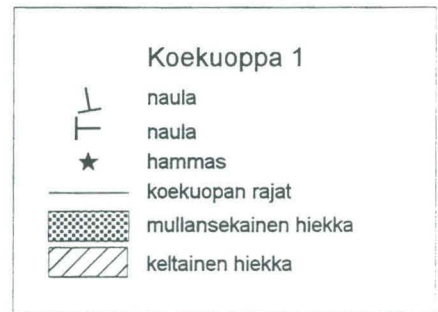 Koekuoppa 1
naula
naula
hammas
koekuopan rajat
mullansekainen hiekka
keltainen hiekka